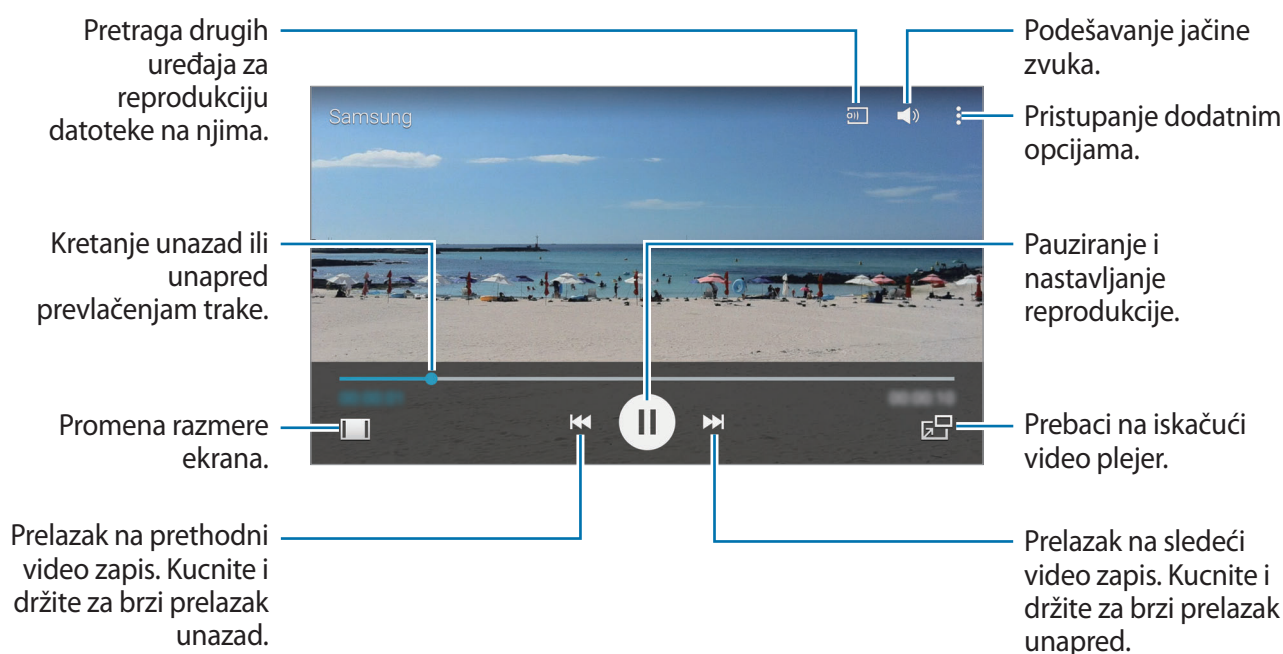 Pretraga drugih
uređaja za
reprodukciju
datoteke na njima.
Podešavanje jačine
zvuka.
Pristupanje dodatnim
opcijama.
Samsung
Kretanje unazad ili
unapred
prevlačenjam trake.
Pauziranje i
nastavljanje
reprodukcije.
Promena razmere
ekrana.
Prebaci na iskačući
video plejer.
Prelazak na prethodni
video zapis. Kucnite i
držite za brzi prelazak
unazad.
Prelazak na sledeći
video zapis. Kucnite i
držite za brzi prelazak
unapred.